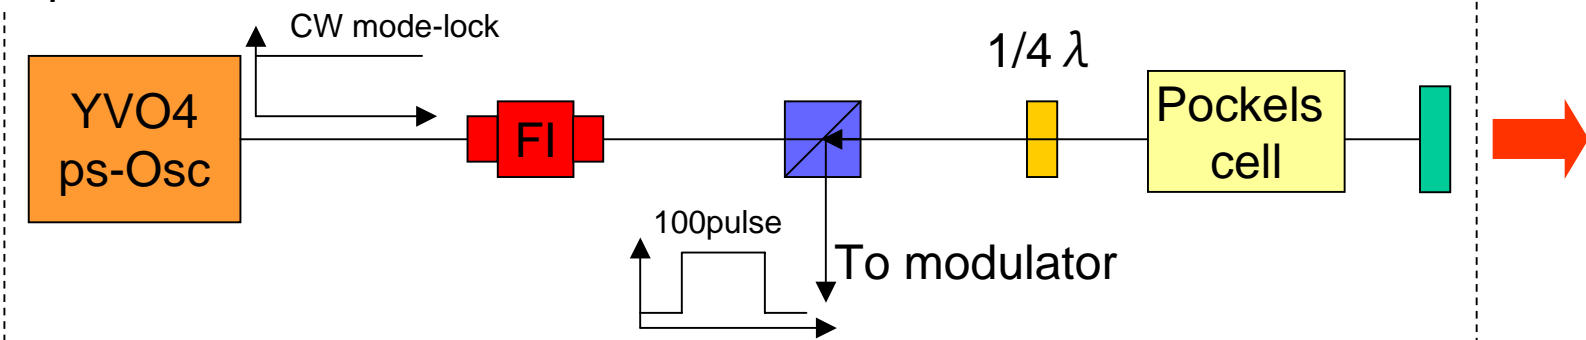 CW mode-lock
1/4 λ
YVO4
ps-Osc
FI
Pockels
cell
100pulse
To modulator